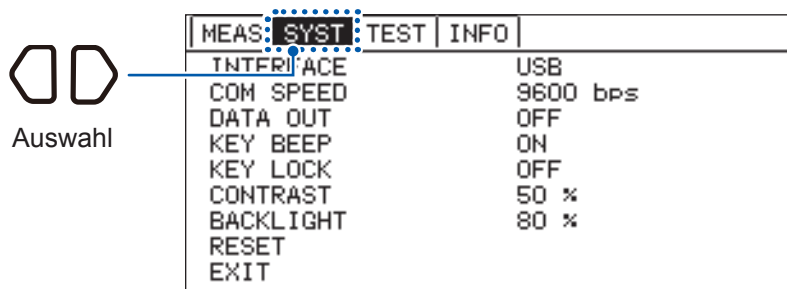 MEAS SYST TEST INFO
Auswahl
INTERFACE USB
COM SPEED 9600 bps
DATA OUT OFF
KEY BEEP ON
KEY LOCK OFF
CONTRAST 50 %
BACKLIGHT 80 %
RESET
EXIT